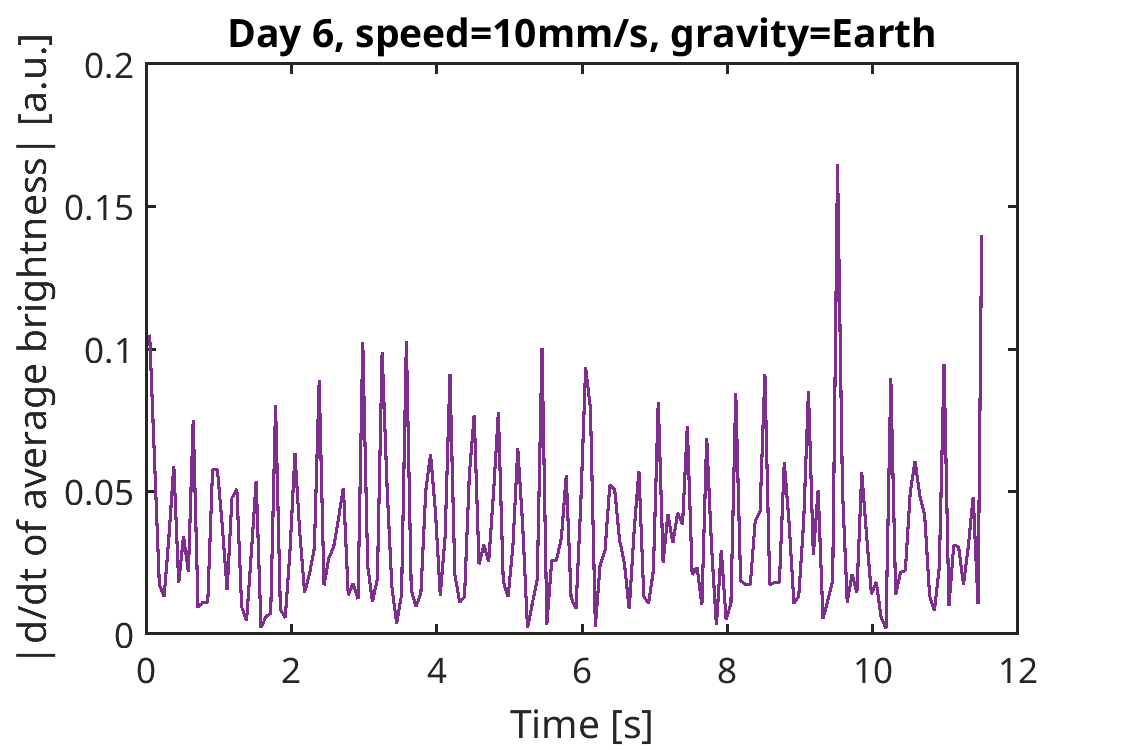 Day 6, speed=10mm/s, gravity=Earth
|d/dt of average brightness| [a.u.]
0.2
0.15
0.1
0.05
0
0 2 4 6 8 10 12
Time [s]